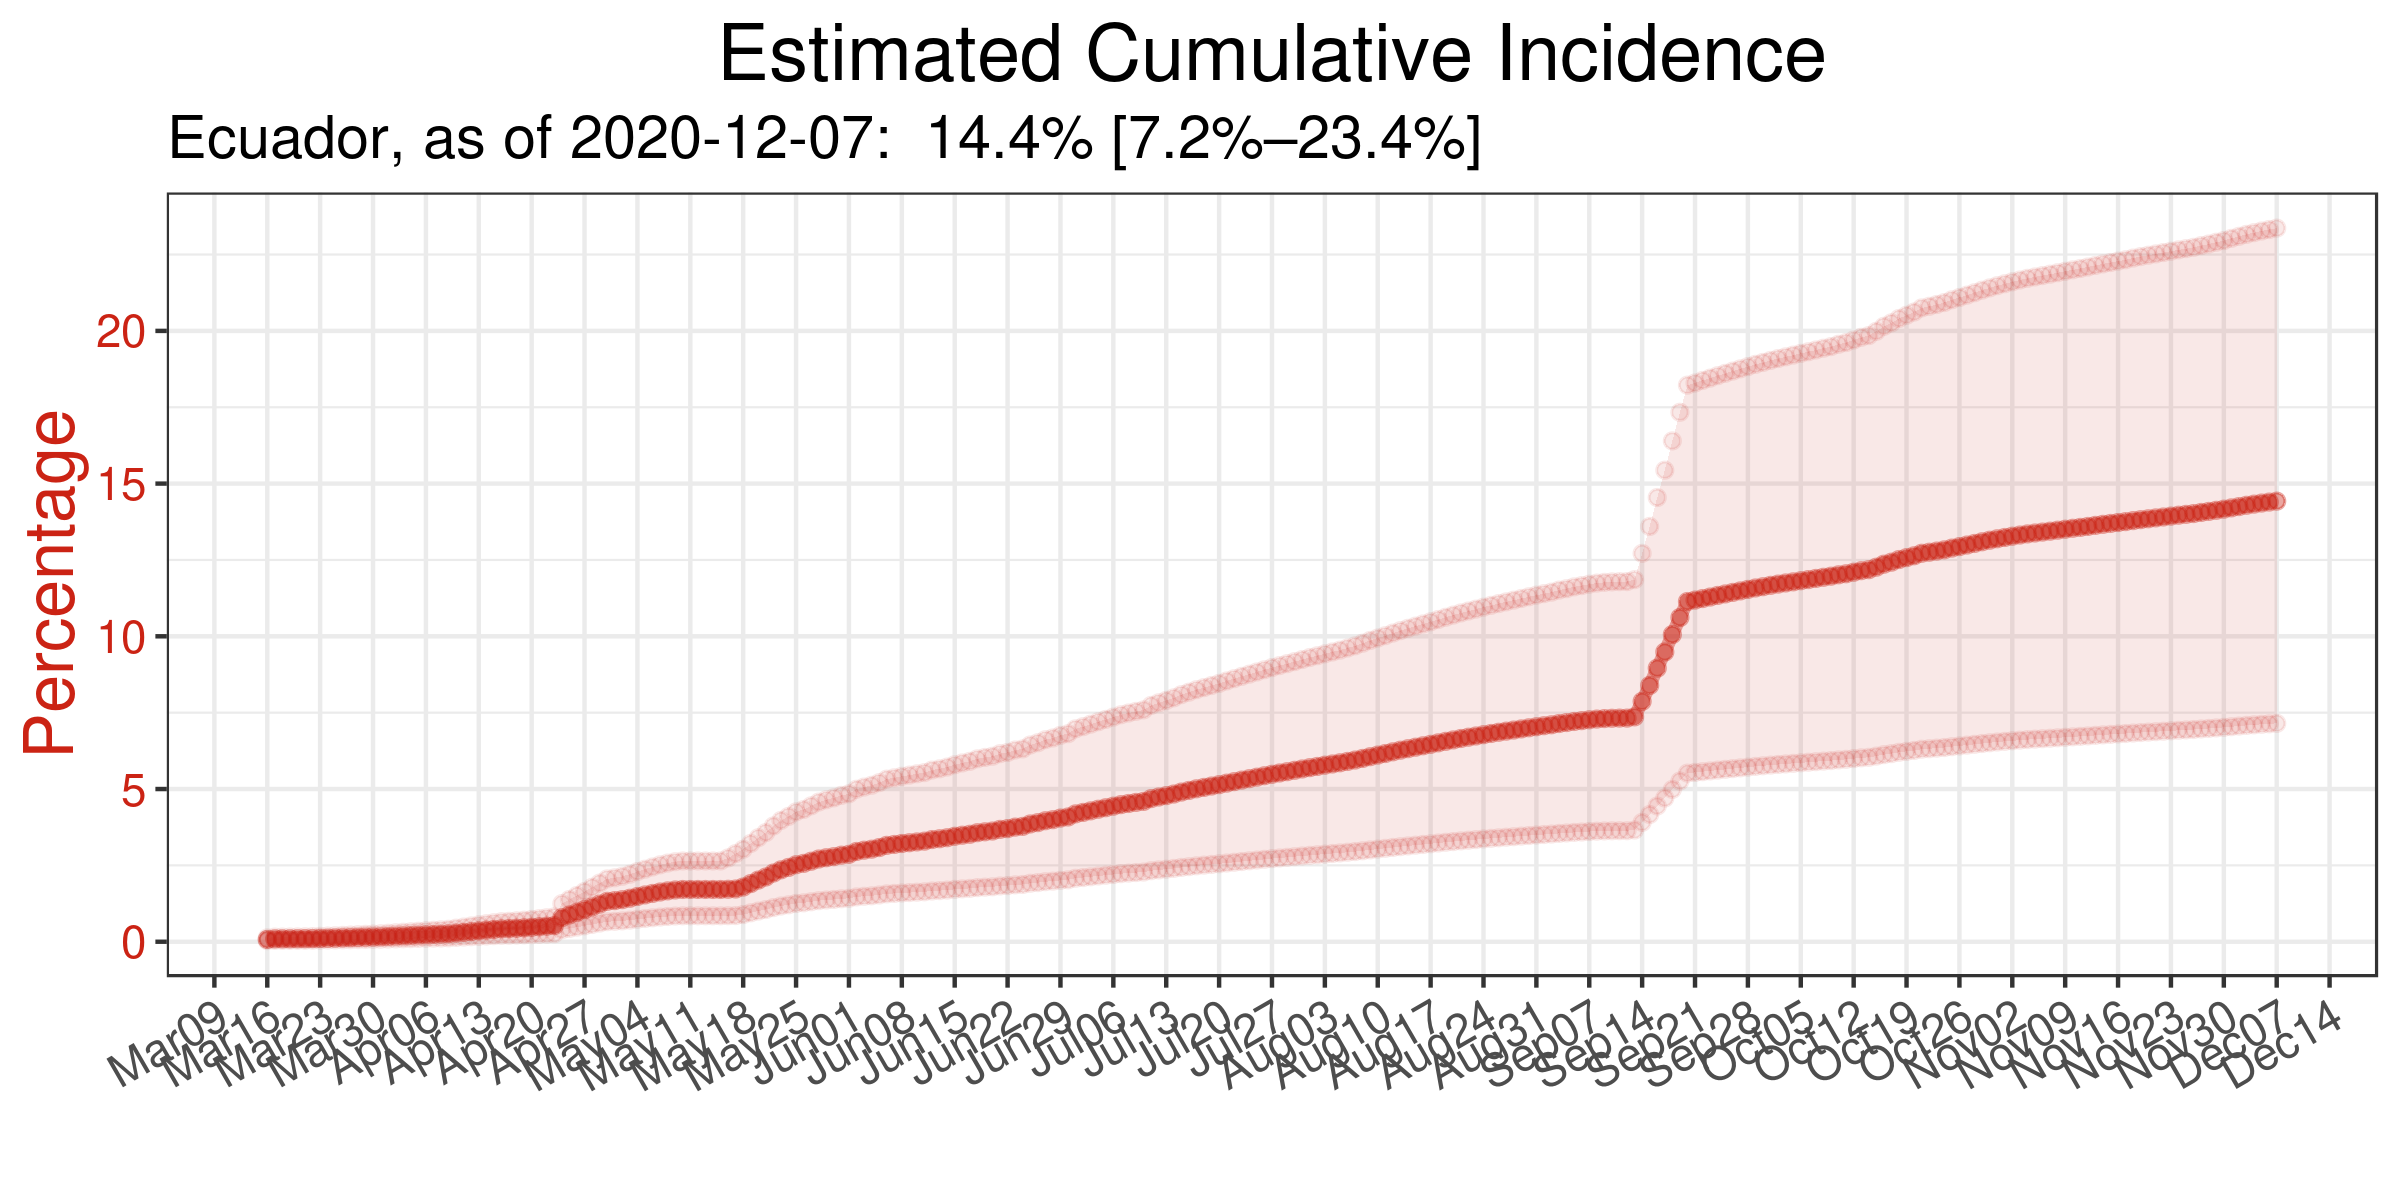 Estimated Cumulative Incidence
Ecuador, as of 2020-12-07:  14.4% [7.2%–23.4%]
Percentage
20
15
10
5
0
Mar09
Mar16
Mar23
Mar30
Apr06
Apr13
Apr20
Apr27
May04
May11
May18
May25
Jun01
Jun08
Jun15
Jun22
Jun29
Jul06
Jul13
Jul20
Jul27
Aug03
Aug10
Aug17
Aug24
Aug31
Sep07
Sep14
Sep21
Sep28
Oct05
Oct12
Oct19
Oct26
Nov02
Nov09
Nov16
Nov23
Nov30
Dec07
Dec14